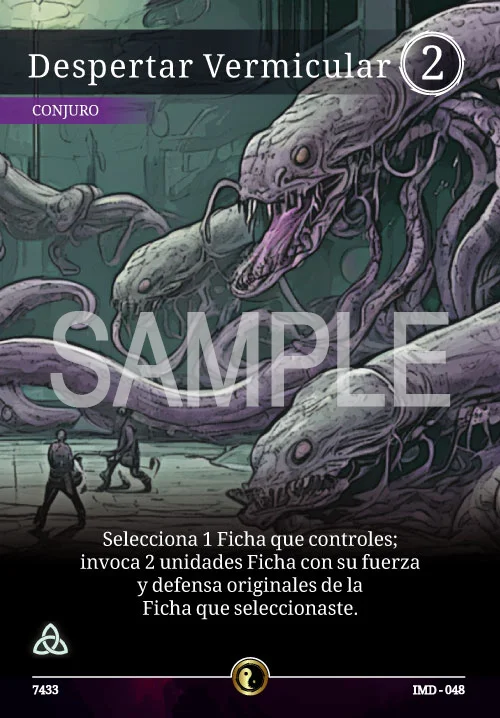 Despertar Vermicular 2
CONJURO
SAMPLE
Selecciona 1 Ficha que controles;
invoca 2 unidades Ficha con su fuerza
y defensa originales de la
Ficha que seleccionaste.
7433
IMD - 048